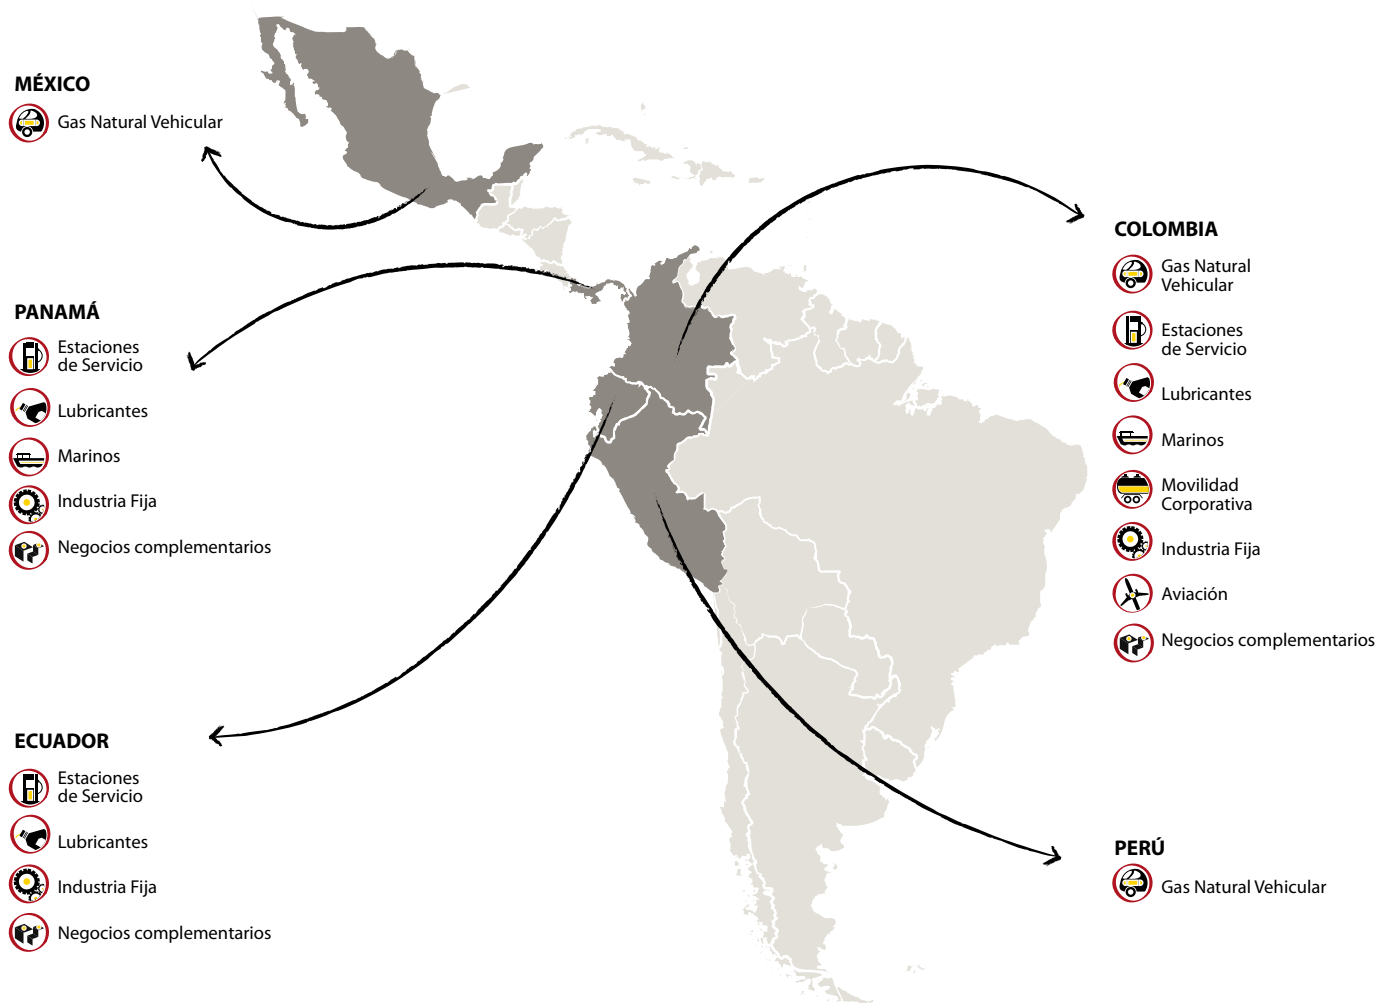 MÉXICO
Gas Natural Vehicular
PANAMÁ
Estaciones
de Servicio
Lubricantes
Marinos
Industria Fija
Negocios complementarios
ECUADOR
Estaciones
de Servicio
Lubricantes
Industria Fija
Negocios complementarios
COLOMBIA
Gas Natural
Vehicular
Estaciones
de Servicio
Lubricantes
Marinos
Movilidad
Corporativa
Industria Fija
Aviación
Negocios complementarios
PERÚ
Gas Natural Vehicular